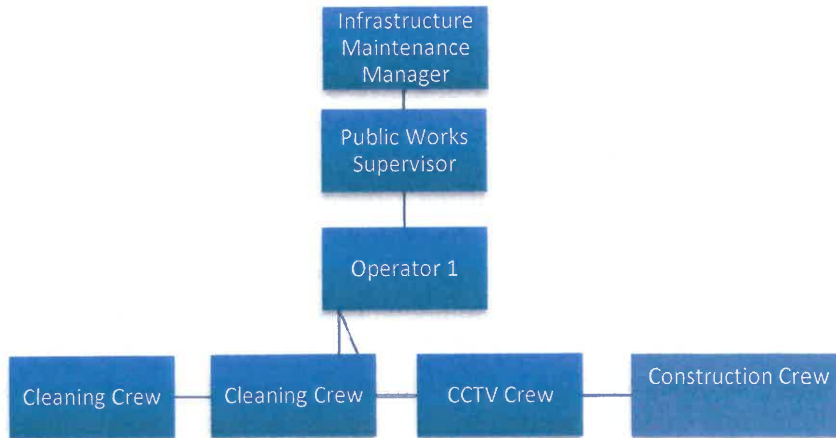 Infrastructure
Maintenance
Manager
Public Works
Supervisor
Operator 1
Cleaning Crew
Cleaning Crew
CCTV Crew
Construction Crew